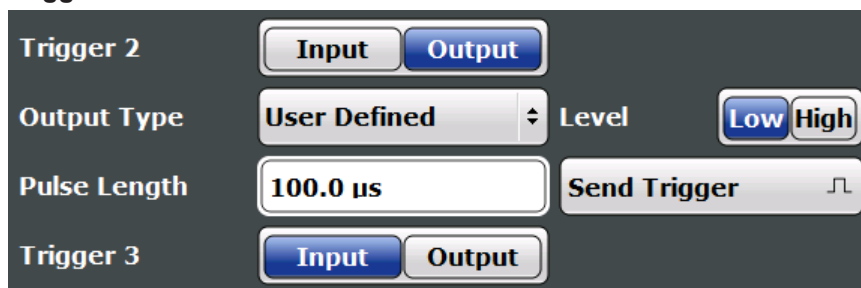 Trigger 2 Input Output
Output Type User Defined Level Low High
Pulse Length 100.0 µs Send Trigger
Trigger 3 Input Output